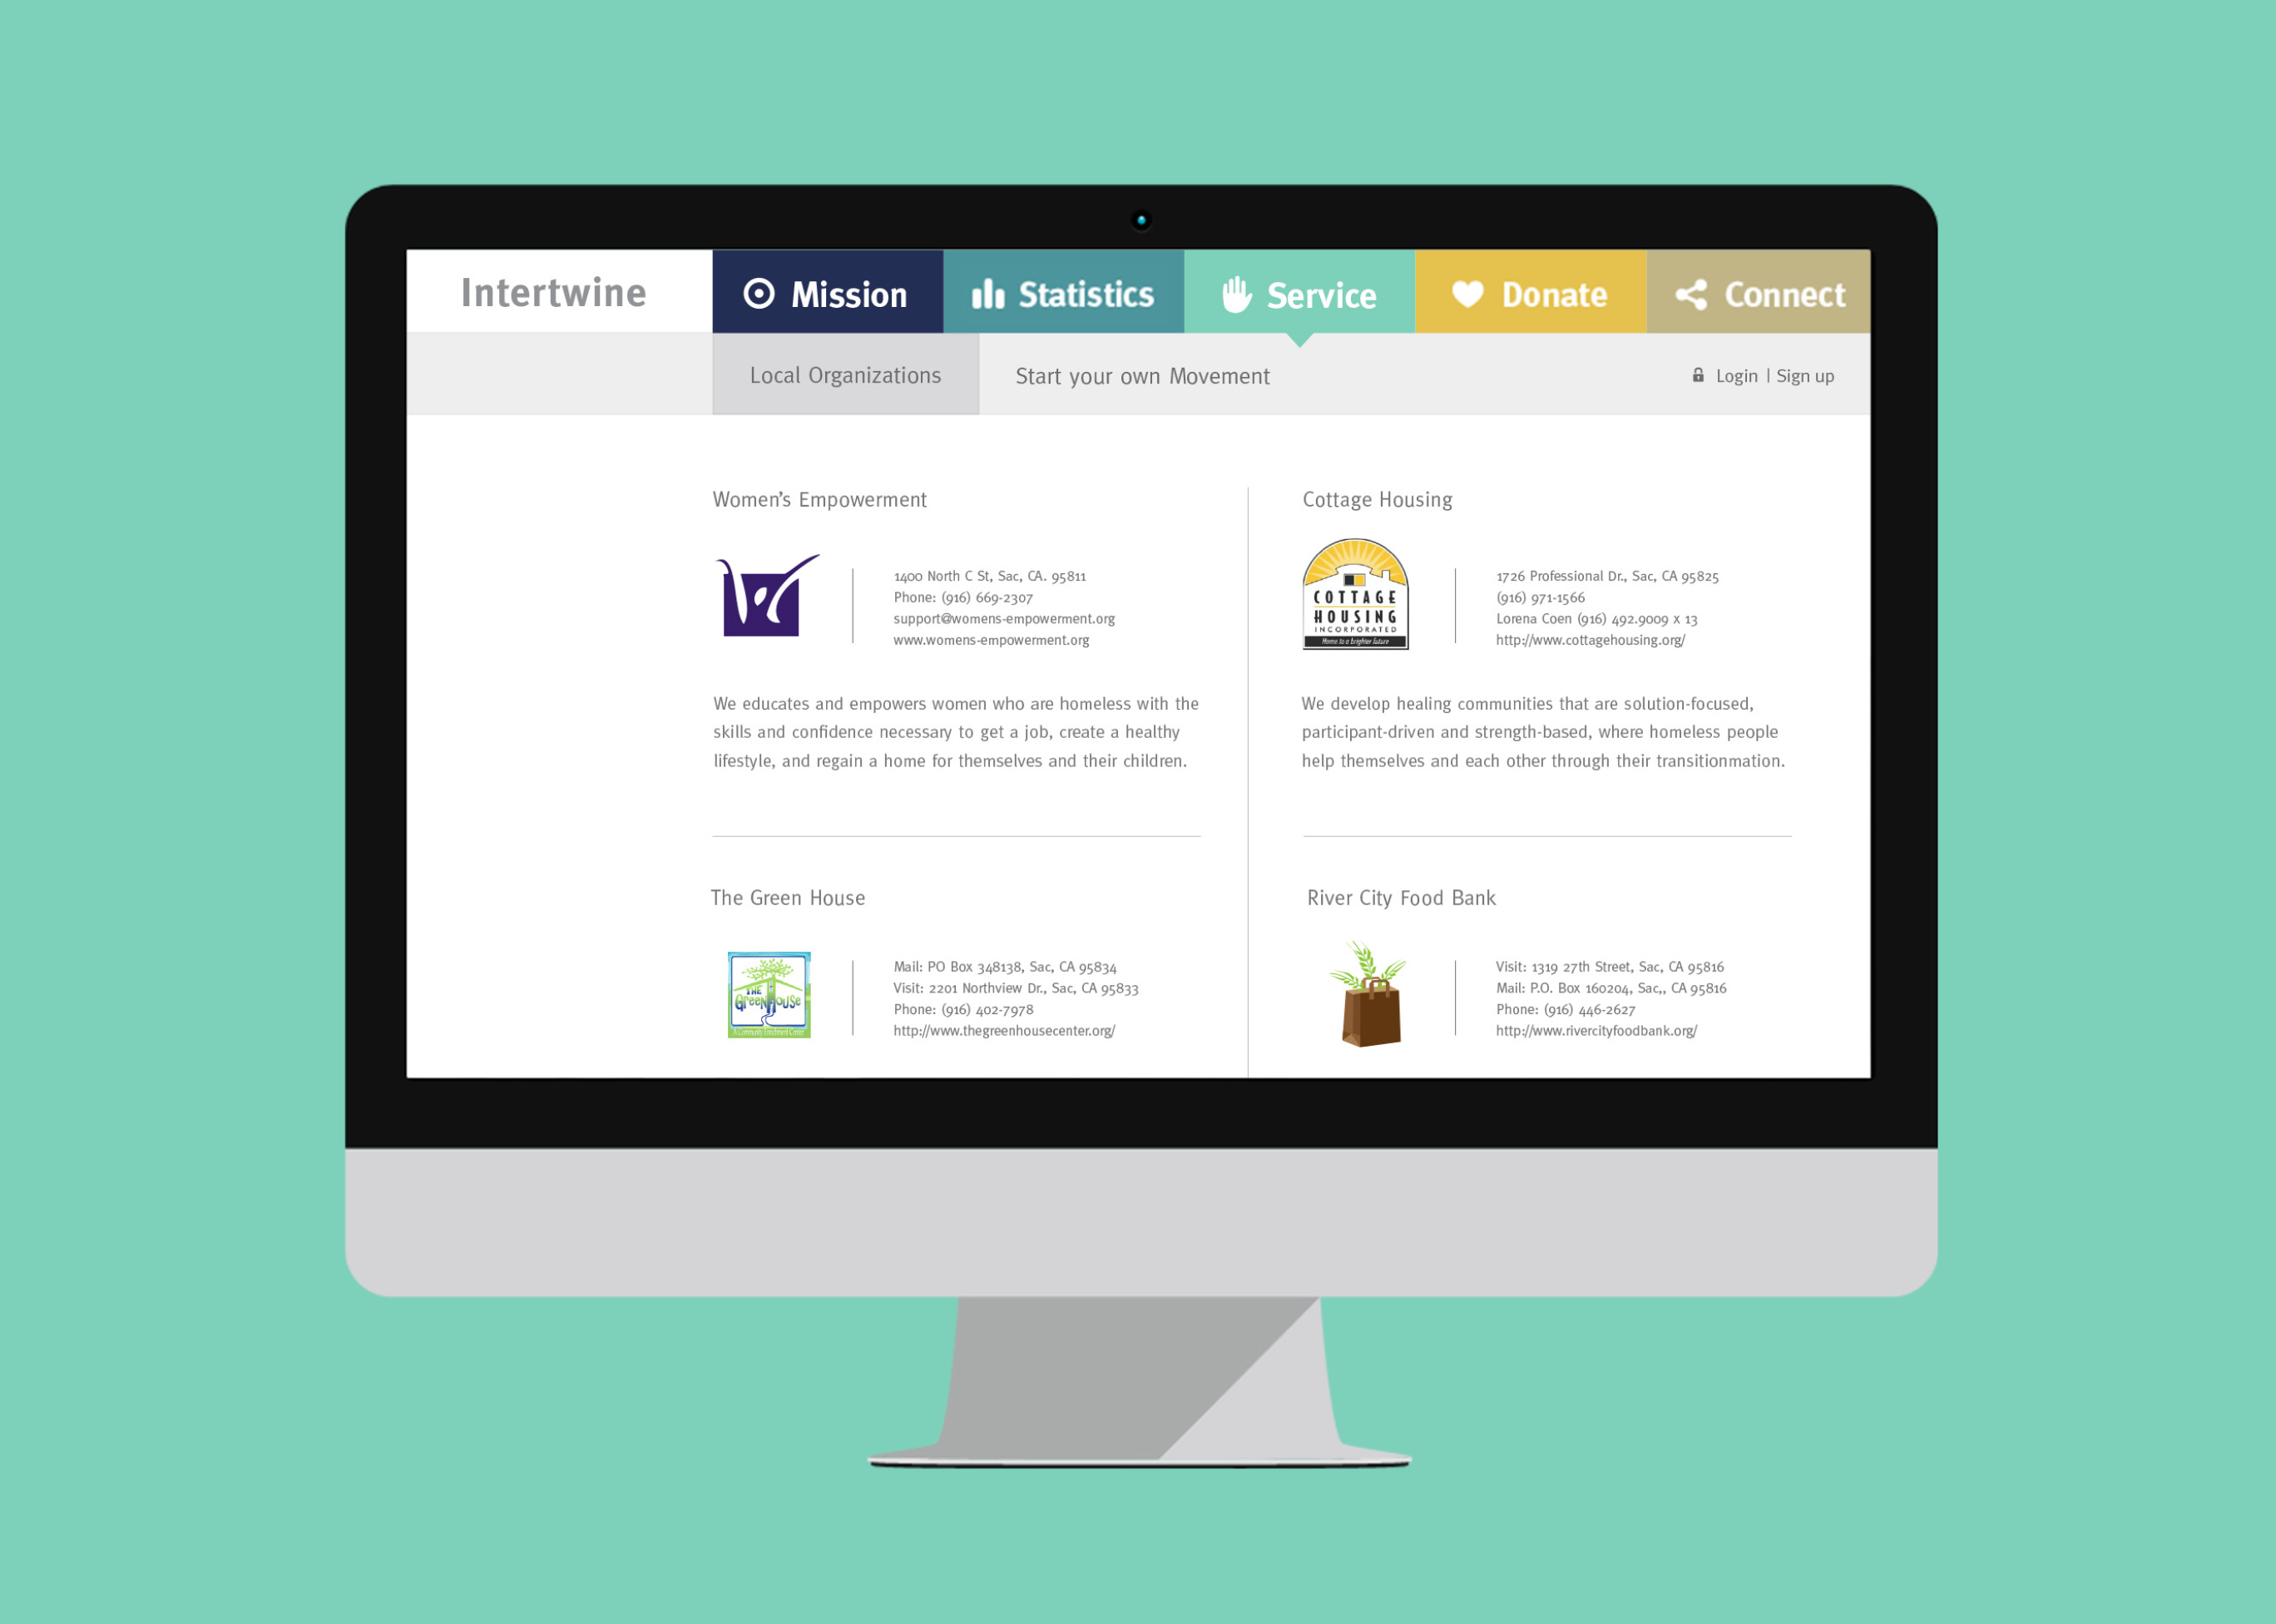 Intertwine
Mission
Statistics
Service
Donate
Connect
Local Organizations
Start your own Movement
Login | Sign up
Women's Empowerment
1400 North C St, Sac, CA. 95811
Phone: (916) 669-2307
support@womens-empowerment.org
www.womens-empowerment.org
We educates and empowers women who are homeless with the
skills and confidence necessary to get a job, create a healthy
lifestyle, and regain a home for themselves and their children.
Cottage Housing
COTTAGE
HOUSING
INCORPORATED
Home to a brighter future
1726 Professional Dr., Sac, CA 95825
(916) 971-1566
Lorena Coen (916) 492.9009 x 13
http://www.cottagehousing.org/
We develop healing communities that are solution-focused,
participant-driven and strength-based, where homeless people
help themselves and each other through their transitionmation.
The Green House
THE
GreenHouse
A Community Enrichment Center
Mail: PO Box 348138, Sac, CA 95834
Visit: 2201 Northview Dr., Sac, CA 95833
Phone: (916) 402-7978
http://www.thegreenhousecenter.org/
River City Food Bank
Visit: 1319 27th Street, Sac, CA 95816
Mail: P.O. Box 160204, Sac,, CA 95816
Phone: (916) 446-2627
http://www.rivercityfoodbank.org/